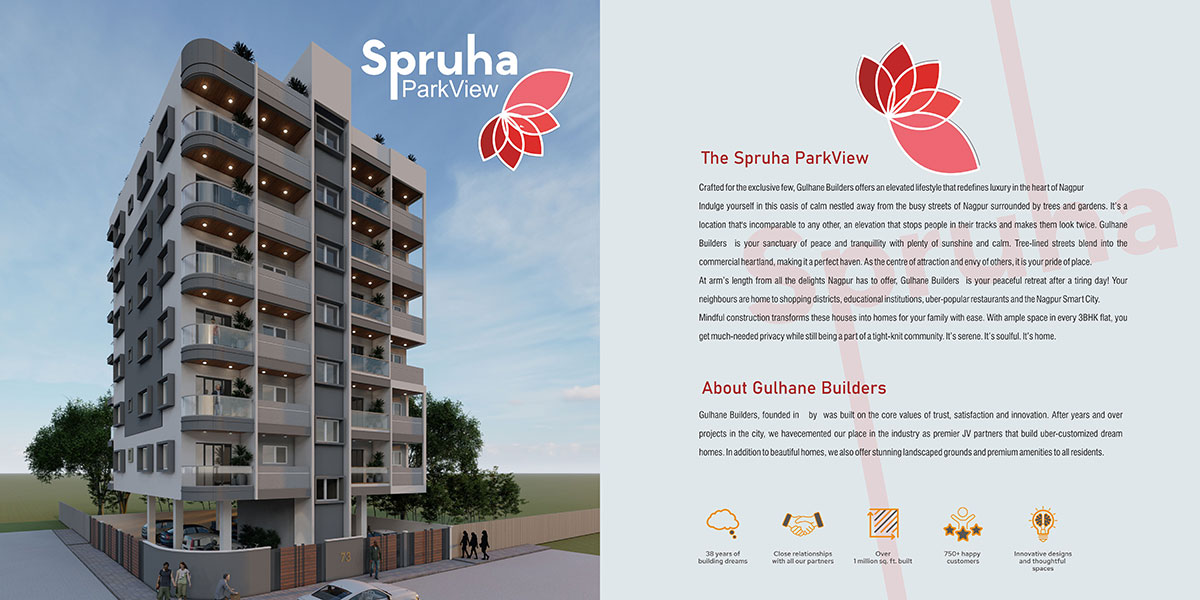 Spruha
ParkView
73
The Spruha ParkView
Crafted for the exclusive few, Gulhane Builders offers an elevated lifestyle that redefines luxury in the heart of Nagpur
Indulge yourself in this oasis of calm nestled away from the busy streets of Nagpur surrounded by trees and gardens. It's a
location that's incomparable to any other, an elevation that stops people in their tracks and makes them look twice. Gulhane
Builders is your sanctuary of peace and tranquillity with plenty of sunshine and calm. Tree-lined streets blend into the
commercial heartland, making it a perfect haven. As the centre of attraction and envy of others, it is your pride of place.
At arm's length from all the delights Nagpur has to offer, Gulhane Builders is your peaceful retreat after a tiring day! Your
neighbours are home to shopping districts, educational institutions, uber-popular restaurants and the Nagpur Smart City.
Mindful construction transforms these houses into homes for your family with ease. With ample space in every 3BHK flat, you
get much-needed privacy while still being a part of a tight-knit community. It's serene. It's soulful. It's home.
Spruha
About Gulhane Builders
Gulhane Builders, founded in by was built on the core values of trust, satisfaction and innovation. After years and over
projects in the city, we havecemented our place in the industry as premier JV partners that build uber-customized dream
homes. In addition to beautiful homes, we also offer stunning landscaped grounds and premium amenities to all residents.
38 years of
building dreams
Close relationships
with all our partners
Over
1 million sq. ft. built
750+ happy
customers
Innovative designs
and thoughtful
spaces